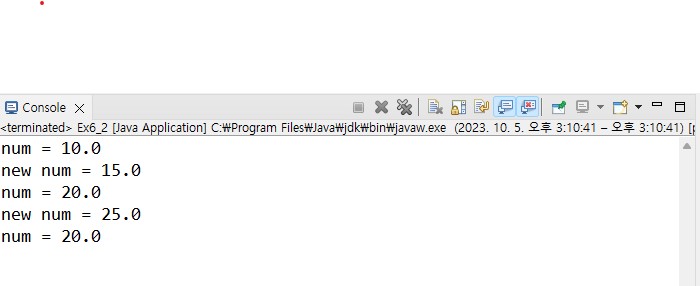 Console
<terminated> Ex6_2 [Java Application] C:₩Program Files₩Java₩jdk₩bin₩javaw.exe (2023. 10. 5. 오후 3:10:41 – 오후 3:10:41) [p
num = 10.0
new num = 15.0
num = 20.0
new num = 25.0
num = 20.0